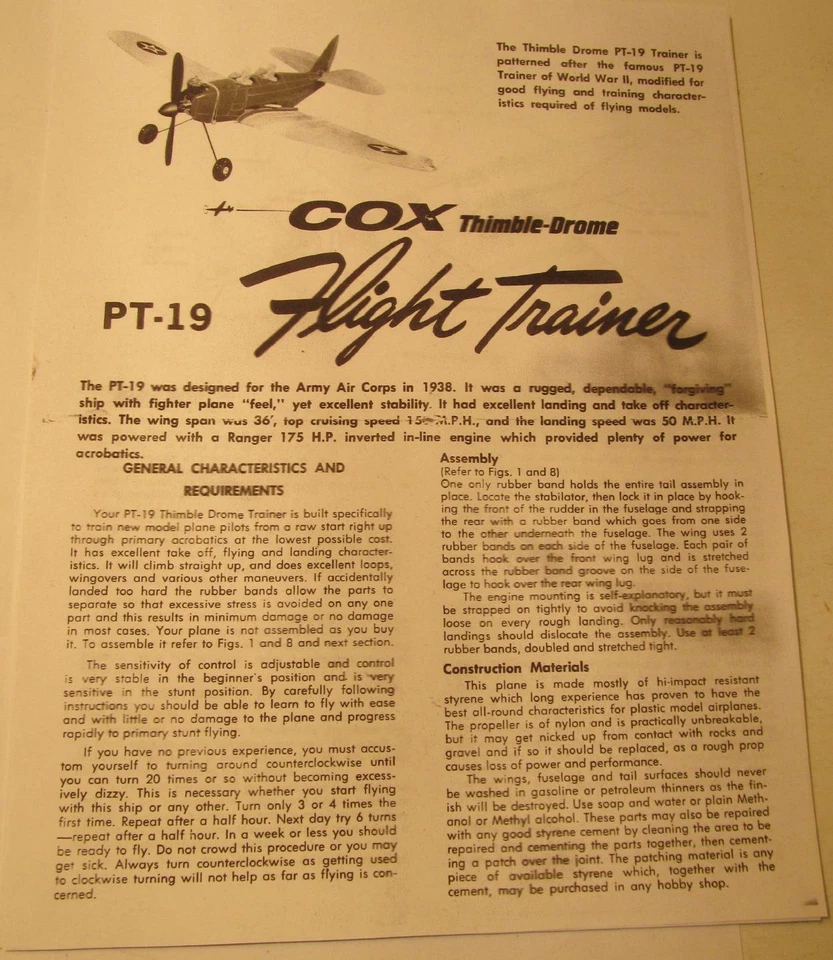 The Thimble Drome PT-19 Trainer is
patterned after the famous PT-19
Trainer of World War II, modified for
good flying and training character-
istics required of flying models.
COX Thimble-Drome
PT-19 Flight Trainer
The PT-19 was designed for the Army Air Corps in 1938. It was a rugged, dependable, "forgiving"
ship with fighter plane "feel," yet excellent stability. It had excellent landing and take off character-
istics. The wing span was 36', top cruising speed M.P.H., and the landing speed was 50 M.P.H. It
was powered with a Ranger 175 H.P. inverted in-line engine which provided plenty of power for
acrobatics.
GENERAL CHARACTERISTICS AND
REQUIREMENTS
Your PT-19 Thimble Drome Trainer is built specifically
to train new model plane pilots from a raw start right up
through primary acrobatics at the lowest possible cost.
It has excellent take off, flying and landing character-
istics. It will climb straight up, and does excellent loops,
wingovers and various other maneuvers. If accidentally
landed too hard the rubber bands allow the parts to
separate so that excessive stress is avoided on any one
part and this results in minimum damage or no damage
in most cases. Your plane is not assembled as you buy
it. To assemble it refer to Figs. 1 and 8 and next section.
The sensitivity of control is adjustable and control
is very stable in the beginner's position and is very
sensitive in the stunt position. By carefully following
instructions you should be able to learn to fly with ease
and with little or no damage to the plane and progress
rapidly to primary stunt flying.
If you have no previous experience, you must accus-
tom yourself to turning around counterclockwise until
you can turn 20 times or so without becoming excess-
ively dizzy. This is necessary whether you start flying
with this ship or any other. Turn only 3 or 4 times the
first time. Repeat after a half hour. Next day try 6 turns
—repeat after a half hour. In a week or less you should
be ready to fly. Do not crowd this procedure or you may
get sick. Always turn counterclockwise as getting used
to clockwise turning will not help as far as flying is con-
cerned.
Assembly
(Refer to Figs. 1 and 8)
One only rubber band holds the entire tail assembly in
place. Locate the stabilator, then lock it in place by hook-
ing the front of the rudder in the fuselage and strapping
the rear with a rubber band which goes from one side
to the other underneath the fuselage. The wing uses 2
rubber bands on each side of the fuselage. Each pair of
bands hook over the front wing lug and is stretched
across the rubber band groove on the side of the fuse-
lage to hook over the rear wing lug.
The engine mounting is self-explanatory, but it must
be strapped on tightly to avoid knocking the assembly
loose on every rough landing. Only reasonably hard
landings should dislocate the assembly. Use at least 2
rubber bands, doubled and stretched tight.
Construction Materials
This plane is made mostly of hi-impact resistant
styrene which long experience has proven to have the
best all-round characteristics for plastic model airplanes.
The propeller is of nylon and is practically unbreakable,
but it may get nicked up from contact with rocks and
gravel and if so it should be replaced, as a rough prop
causes loss of power and performance.
The wings, fuselage and tail surfaces should never
be washed in gasoline or petroleum thinners as the fin-
ish will be destroyed. Use soap and water or plain Meth-
anol or Methyl alcohol. These parts may also be repaired
with any good styrene cement by cleaning the area to be
repaired and cementing the parts together, then cement-
ing a patch over the joint. The patching material is any
piece of available styrene which, together with the
cement, may be purchased in any hobby shop.